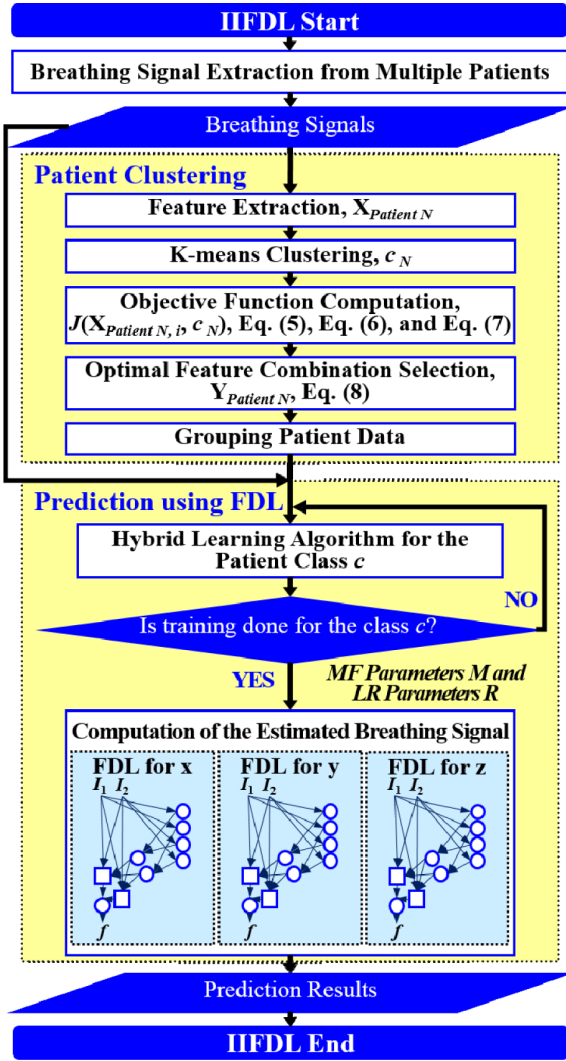 IIFDL Start
Breathing Signal Extraction from Multiple Patients
Breathing Signals
Patient Clustering
Feature Extraction, X_Patient N
K-means Clustering, c_N
Objective Function Computation,
J(X_Patient N, i, c_N), Eq. (5), Eq. (6), and Eq. (7)
Optimal Feature Combination Selection,
Y_Patient N, Eq. (8)
Grouping Patient Data
Prediction using FDL
Hybrid Learning Algorithm for the
Patient Class c
NO
Is training done for the class c?
YES
MF Parameters M and
LR Parameters R
Computation of the Estimated Breathing Signal
FDL for x FDL for y FDL for z
I1 I2 I1 I2 I1 I2
f f f
Prediction Results
IIFDL End